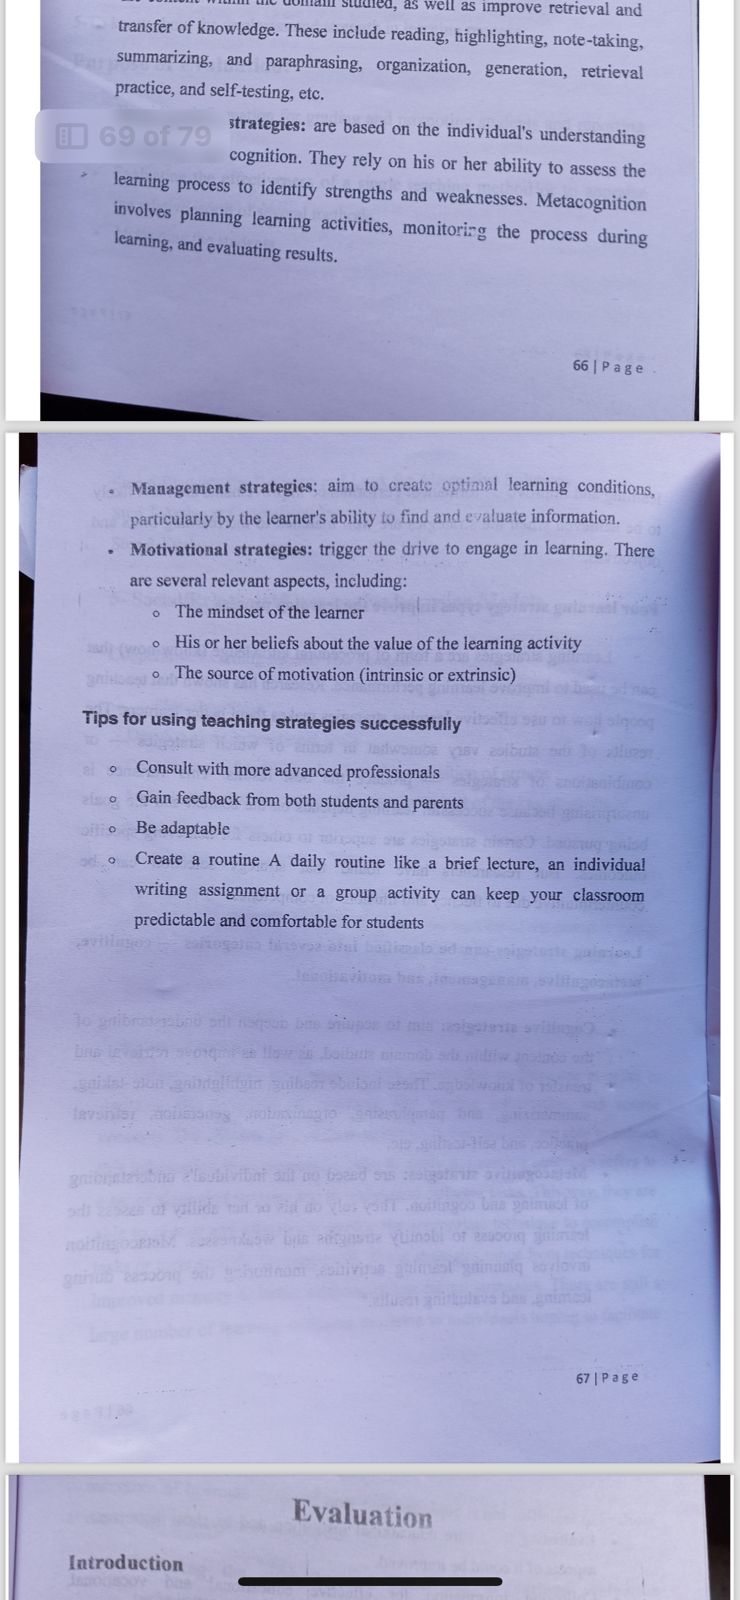 domain studied, as well as improve retrieval and
transfer of knowledge. These include reading, highlighting, note-taking,
summarizing, and paraphrasing, organization, generation, retrieval
practice, and self-testing, etc.
69 of 79
strategies: are based on the individual's understanding
cognition. They rely on his or her ability to assess the
learning process to identify strengths and weaknesses. Metacognition
involves planning learning activities, monitoring the process during
learning, and evaluating results.
66 | Page
• Management strategies: aim to create optimal learning conditions,
particularly by the learner's ability to find and evaluate information.
• Motivational strategies: trigger the drive to engage in learning. There
are several relevant aspects, including:
o The mindset of the learner
o His or her beliefs about the value of the learning activity
o The source of motivation (intrinsic or extrinsic)
Tips for using teaching strategies successfully
o Consult with more advanced professionals
o Gain feedback from both students and parents
o Be adaptable
o Create a routine A daily routine like a brief lecture, an individual
writing assignment or a group activity can keep your classroom
predictable and comfortable for students
67 | Page
Evaluation
Introduction